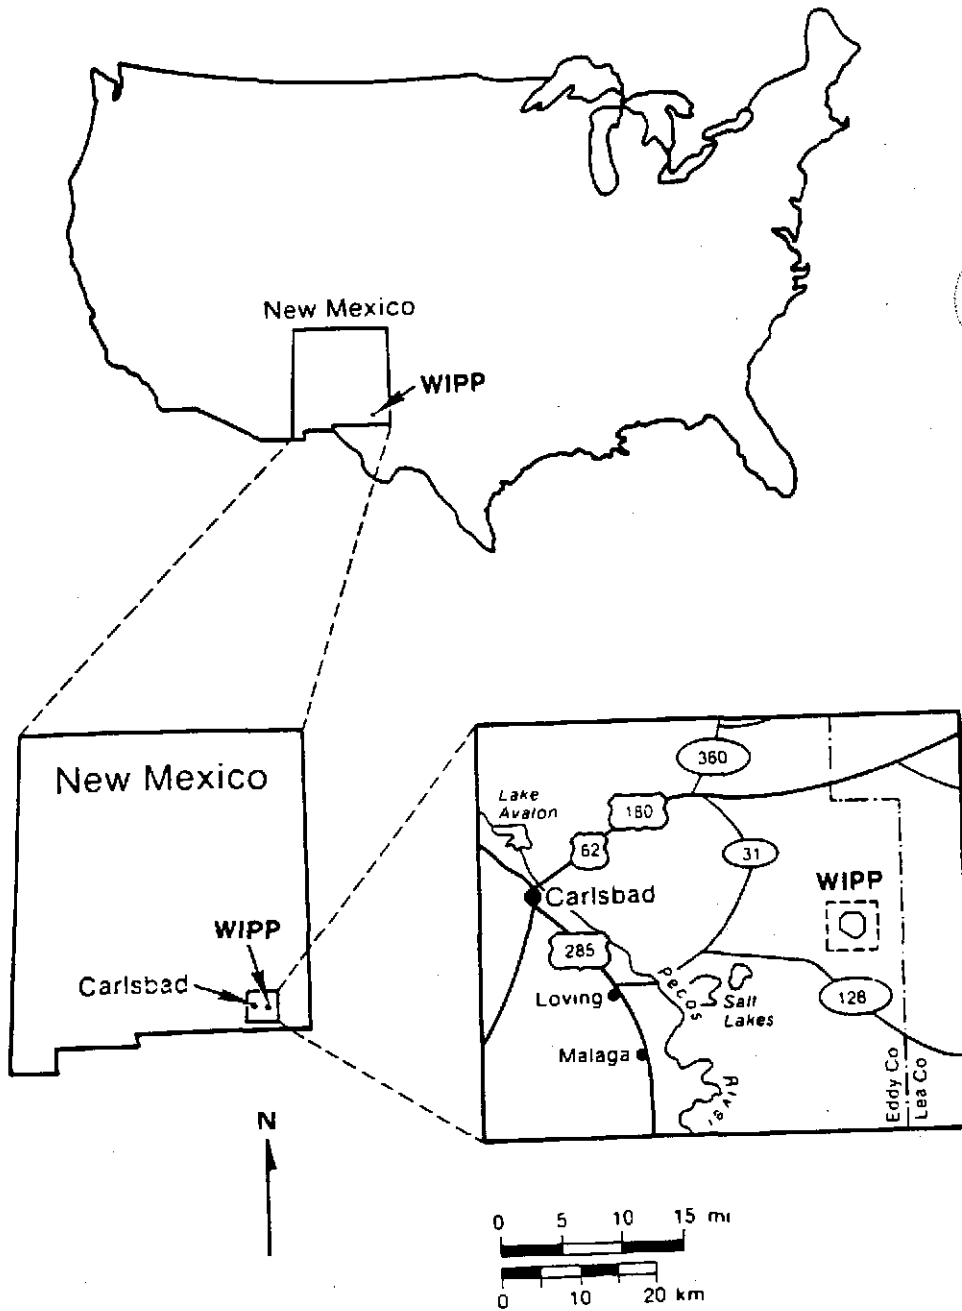 New Mexico
WIPP
New Mexico
WIPP
Carlsbad
N
360
Lake
Avalon
180
62
31
WIPP
Carlsbad
285
Pecos
Loving
Salt
Lakes
128
Malaga
River
Eddy Co
Lea Co
0 5 10 15 mi
0 10 20 km